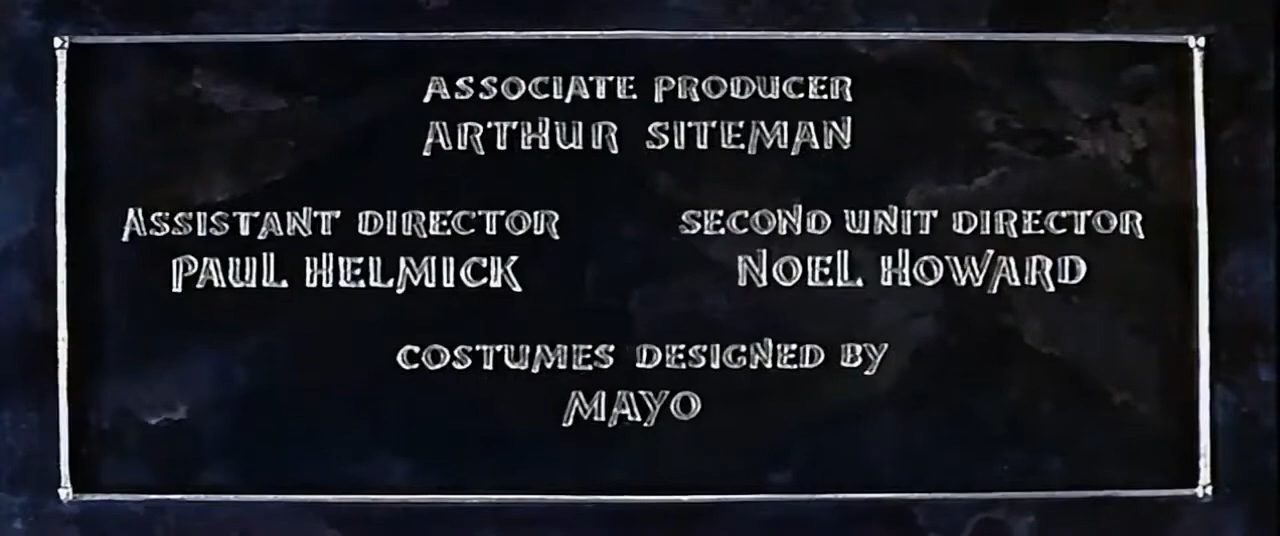 ASSOCIATE PRODUCER
ARTHUR SITEMAN
ASSISTANT DIRECTOR
PAUL HELMICK
SECOND UNIT DIRECTOR
NOEL HOWARD
COSTUMES DESIGNED BY
MAYO